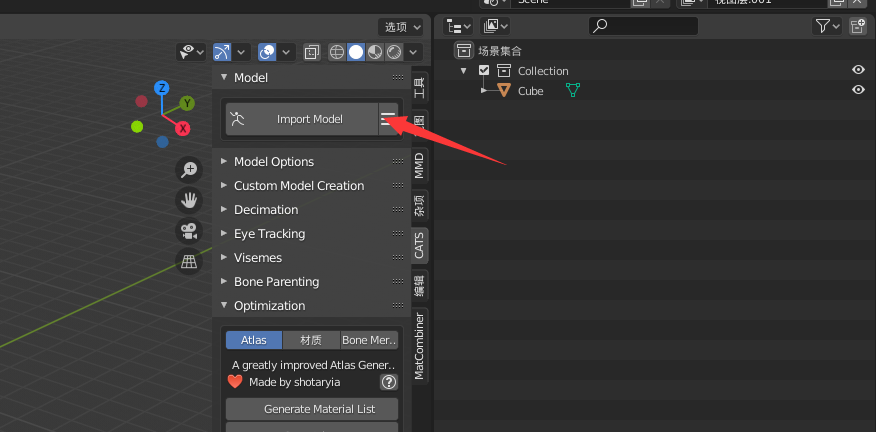 Scene
视图层.001
选项
Model
Import Model
Model Options
Custom Model Creation
Decimation
Eye Tracking
Visemes
Bone Parenting
Optimization
Atlas
材质
Bone Mer..
A greatly improved Atlas Gener..
Made by shotaryia
Generate Material List
Z
Y
X
工具
MMD
杂项
CATS
编辑
MatCombiner
场景集合
Collection
Cube